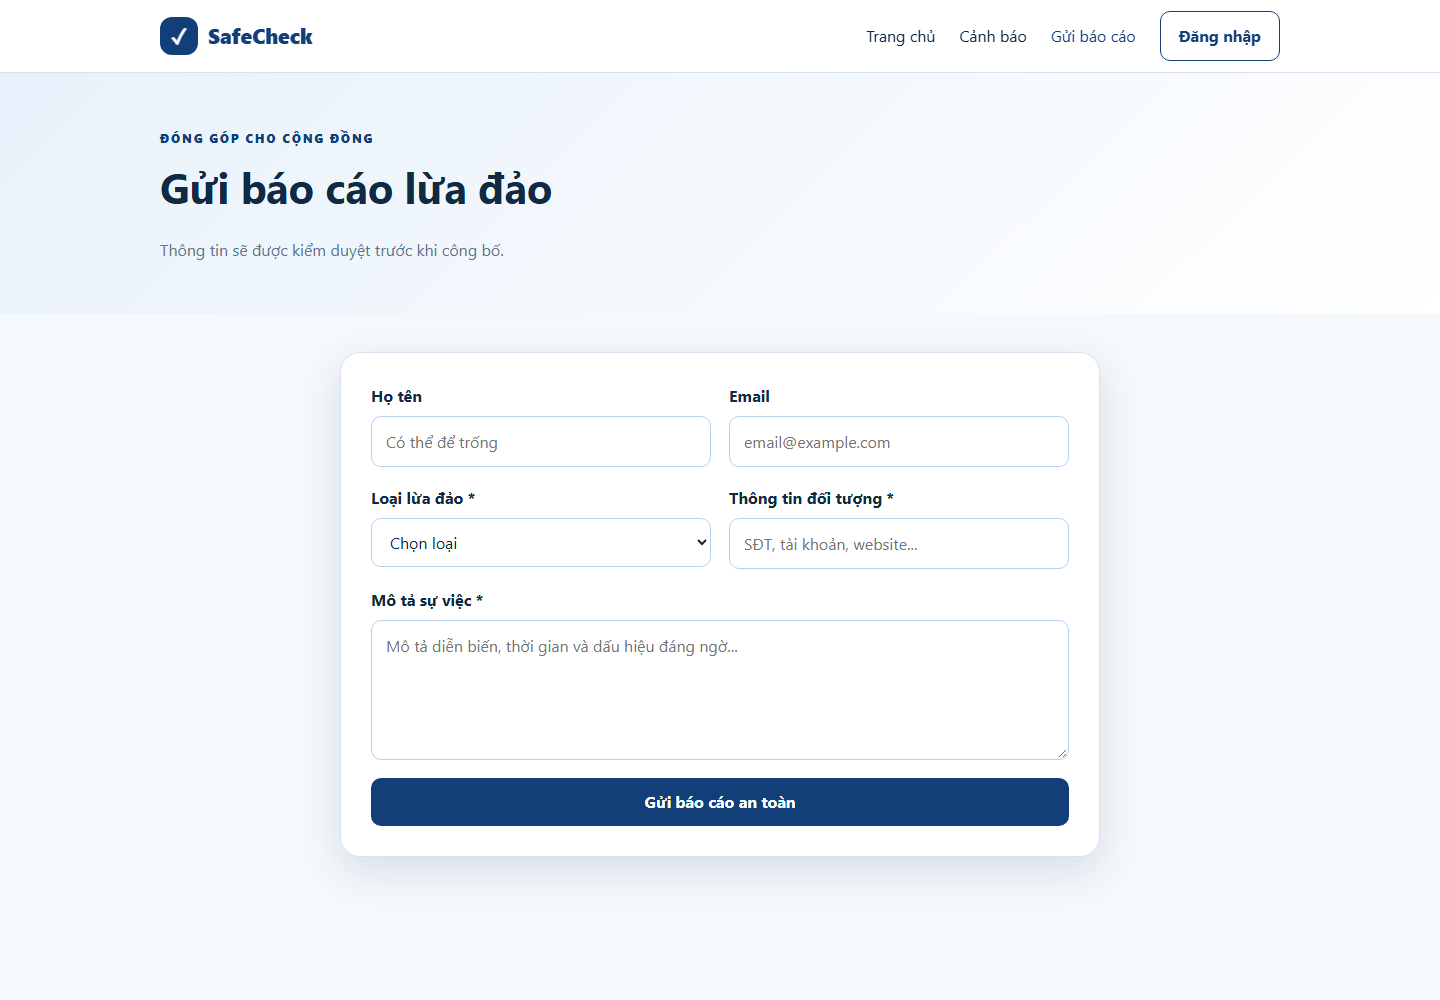 SafeCheck
Trang chủ
Cảnh báo
Gửi báo cáo
Đăng nhập
ĐÓNG GÓP CHO CỘNG ĐỒNG
Gửi báo cáo lừa đảo
Thông tin sẽ được kiểm duyệt trước khi công bố.
Họ tên
Email
Có thể để trống
email@example.com
Loại lừa đảo *
Thông tin đối tượng *
Chọn loại
SĐT, tài khoản, website...
Mô tả sự việc *
Mô tả diễn biến, thời gian và dấu hiệu đáng ngờ...
Gửi báo cáo an toàn